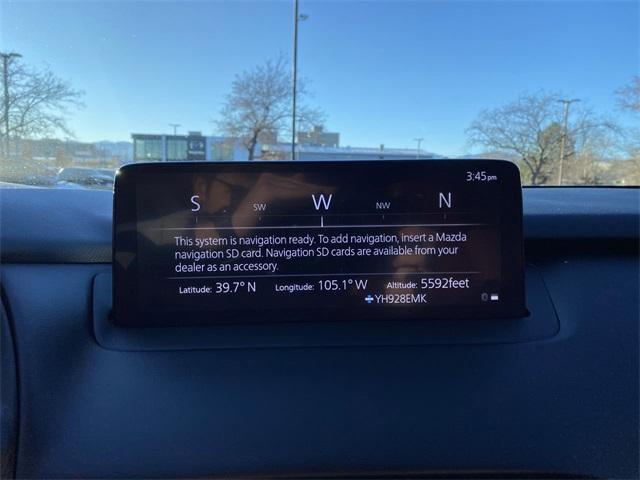 3:45pm
S SW W NW N
This system is navigation ready. To add navigation, insert a Mazda
navigation SD card. Navigation SD cards are available from your
dealer as an accessory.
Latitude: 39.7° N Longitude: 105.1° W Altitude: 5592feet
YH928EMK